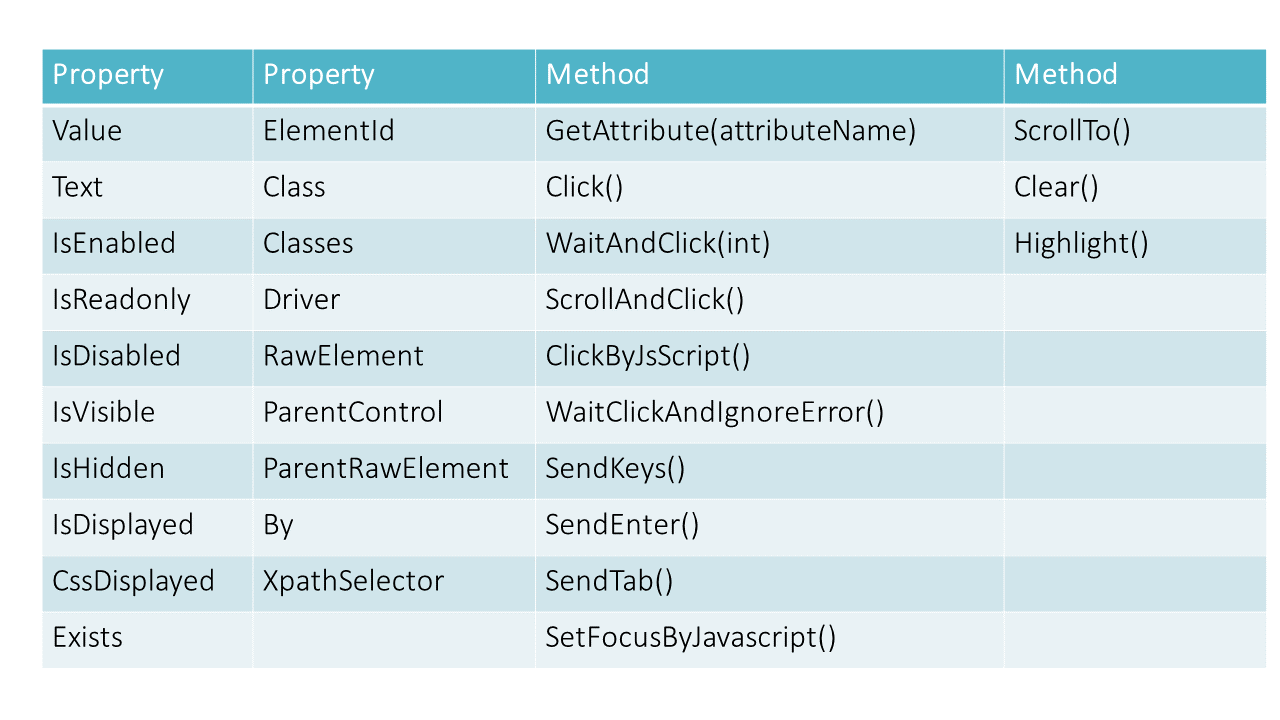 Property Property Method Method
Value ElementId GetAttribute(attributeName) ScrollTo()
Text Class Click() Clear()
IsEnabled Classes WaitAndClick(int) Highlight()
IsReadonly Driver ScrollAndClick()
IsDisabled RawElement ClickByJsScript()
IsVisible ParentControl WaitClickAndIgnoreError()
IsHidden ParentRawElement SendKeys()
IsDisplayed By SendEnter()
CssDisplayed XpathSelector SendTab()
Exists SetFocusByJavascript()